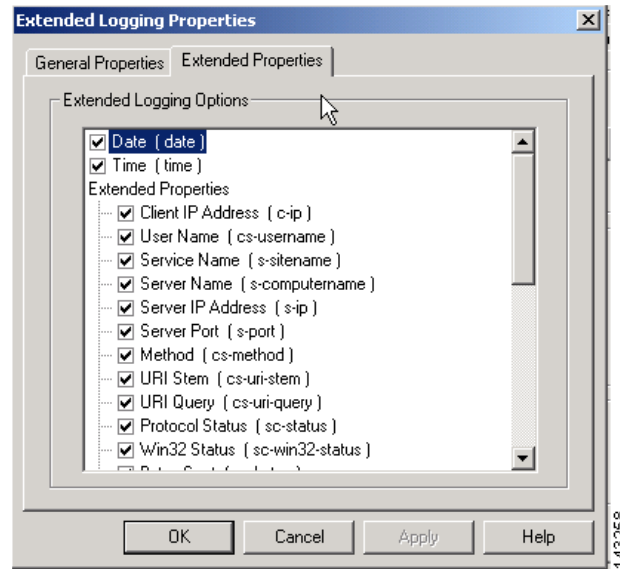 Extended Logging Properties
General Properties
Extended Properties
Extended Logging Options
Date ( date )
Time ( time )
Extended Properties
Client IP Address ( c-ip )
User Name ( cs-username )
Service Name ( s-sitename )
Server Name ( s-computername )
Server IP Address ( s-ip )
Server Port ( s-port )
Method ( cs-method )
URI Stem ( cs-uri-stem )
URI Query ( cs-uri-query )
Protocol Status ( sc-status )
Win32 Status ( sc-win32-status )
OK
Cancel
Apply
Help
143258